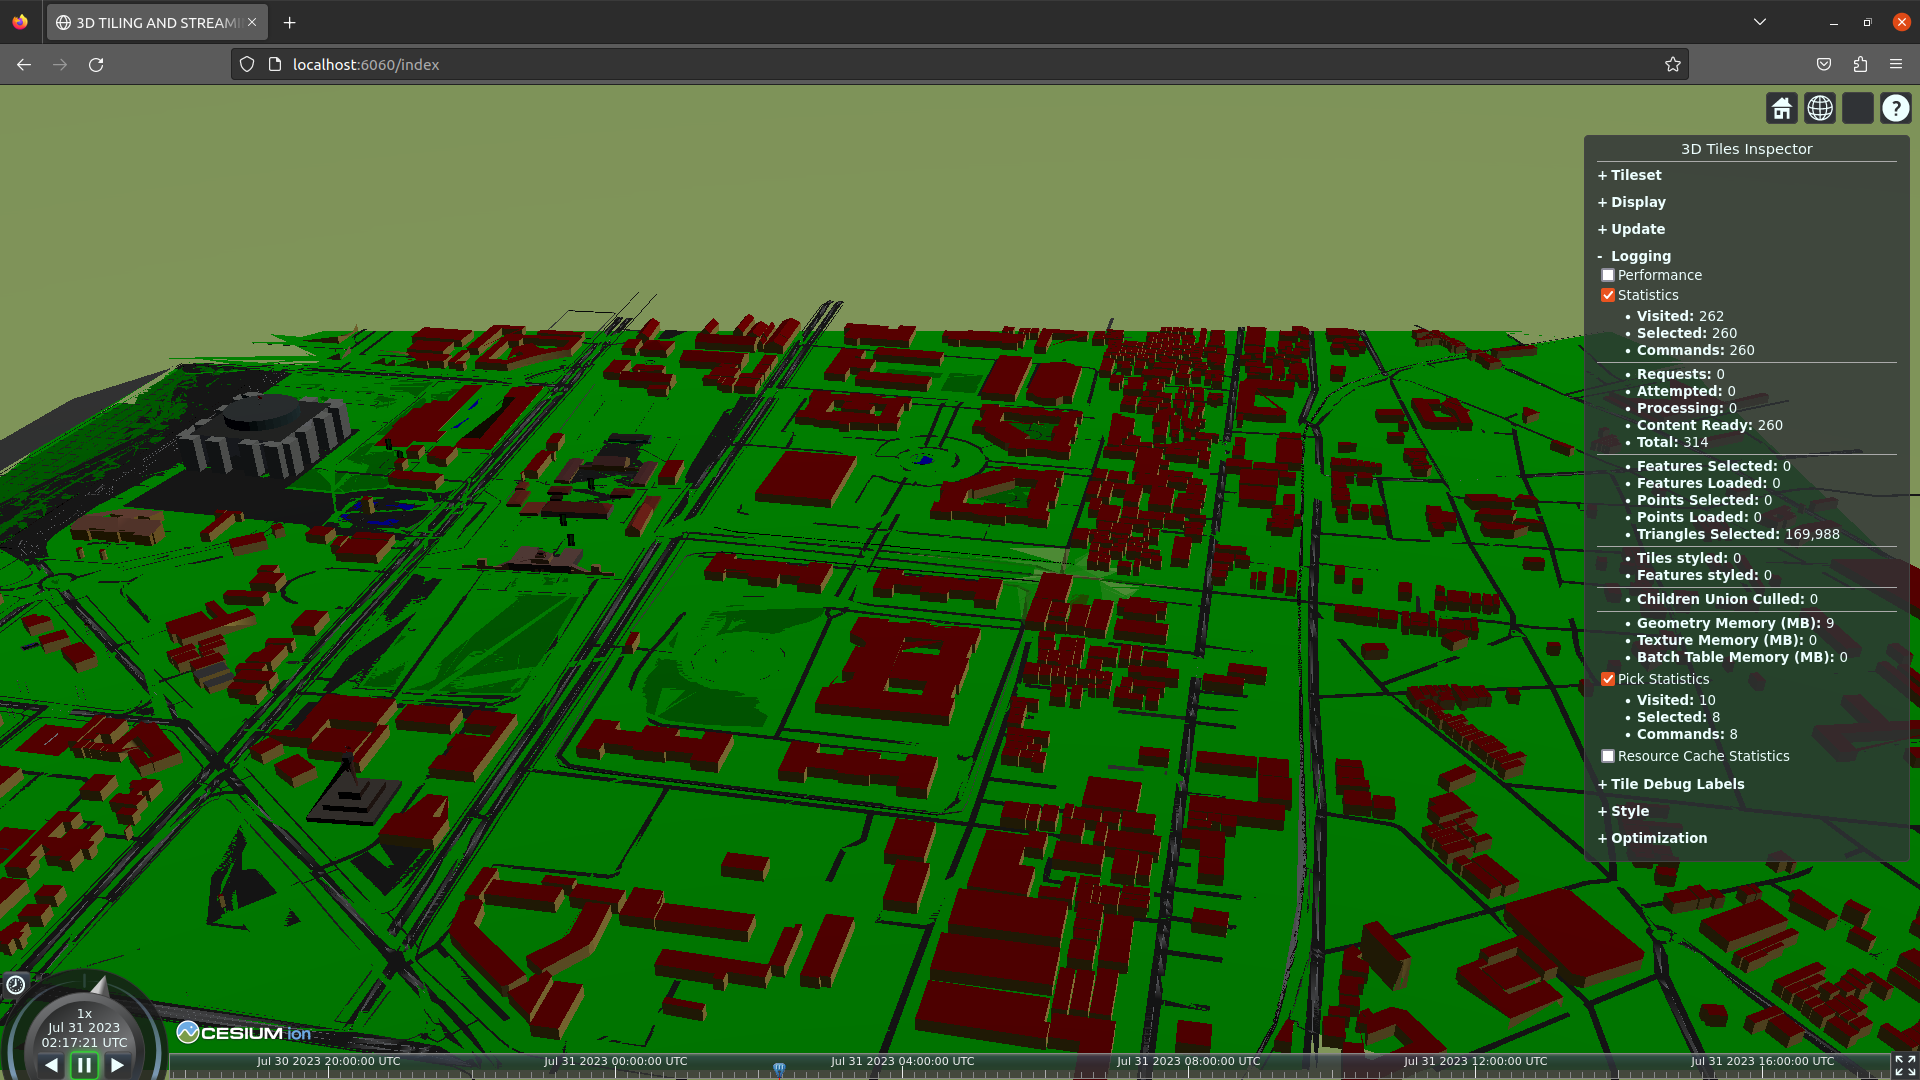 3D TILING AND STREAMI
localhost:6060/index
?
3D Tiles Inspector
+ Tileset
+ Display
+ Update
- Logging
Performance
Statistics
• Visited: 262
• Selected: 260
• Commands: 260
• Requests: 0
• Attempted: 0
• Processing: 0
• Content Ready: 260
• Total: 314
• Features Selected: 0
• Features Loaded: 0
• Points Selected: 0
• Points Loaded: 0
• Triangles Selected: 169,988
• Tiles styled: 0
• Features styled: 0
• Children Union Culled: 0
• Geometry Memory (MB): 9
• Texture Memory (MB): 0
• Batch Table Memory (MB): 0
Pick Statistics
• Visited: 10
• Selected: 8
• Commands: 8
Resource Cache Statistics
+ Tile Debug Labels
+ Style
+ Optimization
1x
Jul 31 2023
02:17:21 UTC
CESIUM ion
Jul 30 2023 20:00:00 UTC
Jul 31 2023 00:00:00 UTC
Jul 31 2023 04:00:00 UTC
Jul 31 2023 08:00:00 UTC
Jul 31 2023 12:00:00 UTC
Jul 31 2023 16:00:00 UTC